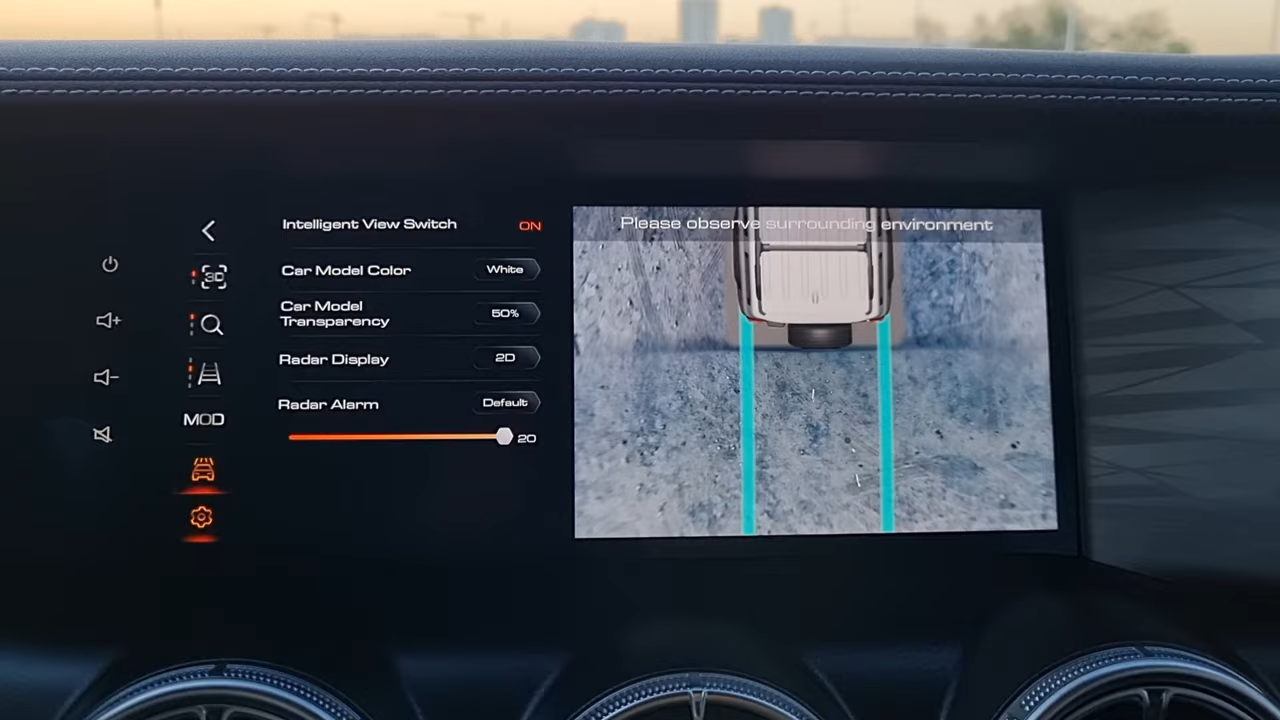 Intelligent View Switch
ON
Car Model Color
White
Car Model
Transparency
50%
Radar Display
2D
Radar Alarm
Default
20
3D
MOD
Please observe surrounding environment